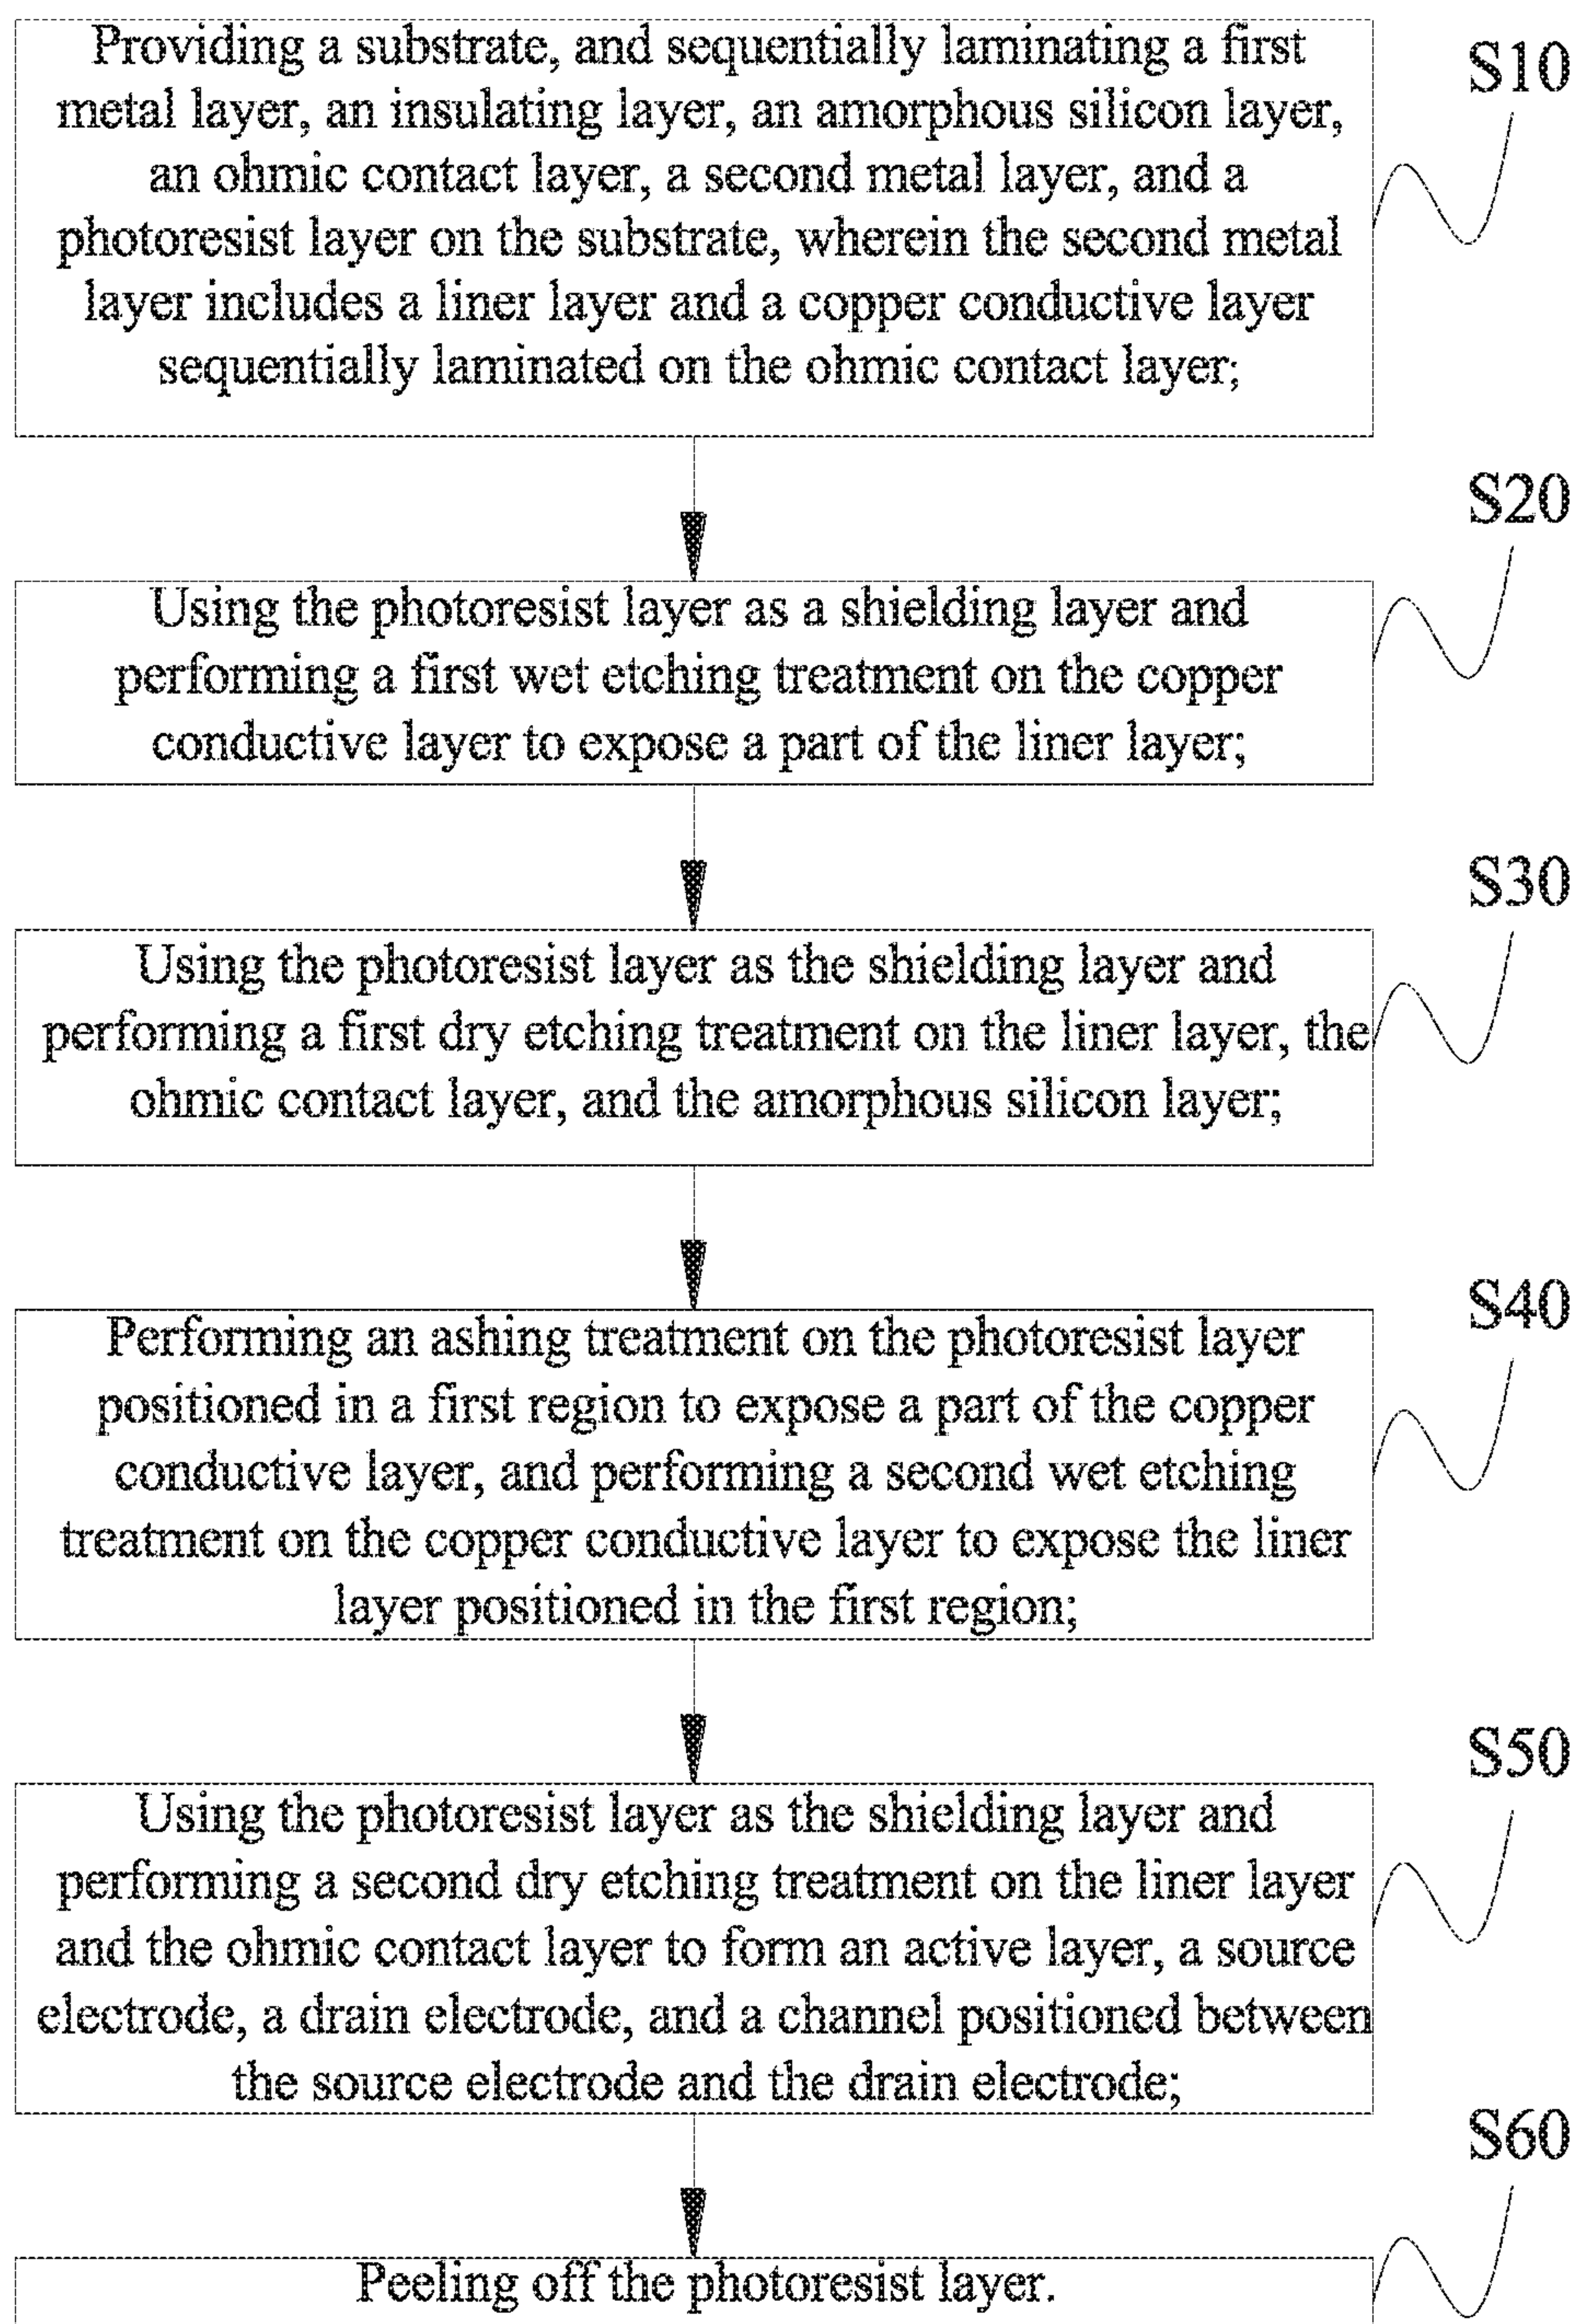 Providing a substrate, and sequentially laminating a first
metal layer, an insulating layer, an amorphous silicon layer,
an ohmic contact layer, a second metal layer, and a
photoresist layer on the substrate, wherein the second metal
layer includes a liner layer and a copper conductive layer
sequentially laminated on the ohmic contact layer;
S10
Using the photoresist layer as a shielding layer and
performing a first wet etching treatment on the copper
conductive layer to expose a part of the liner layer;
S20
Using the photoresist layer as the shielding layer and
performing a first dry etching treatment on the liner layer, the
ohmic contact layer, and the amorphous silicon layer;
S30
Performing an ashing treatment on the photoresist layer
positioned in a first region to expose a part of the copper
conductive layer, and performing a second wet etching
treatment on the copper conductive layer to expose the liner
layer positioned in the first region;
S40
Using the photoresist layer as the shielding layer and
performing a second dry etching treatment on the liner layer
and the ohmic contact layer to form an active layer, a source
electrode, a drain electrode, and a channel positioned between
the source electrode and the drain electrode;
S50
Peeling off the photoresist layer.
S60